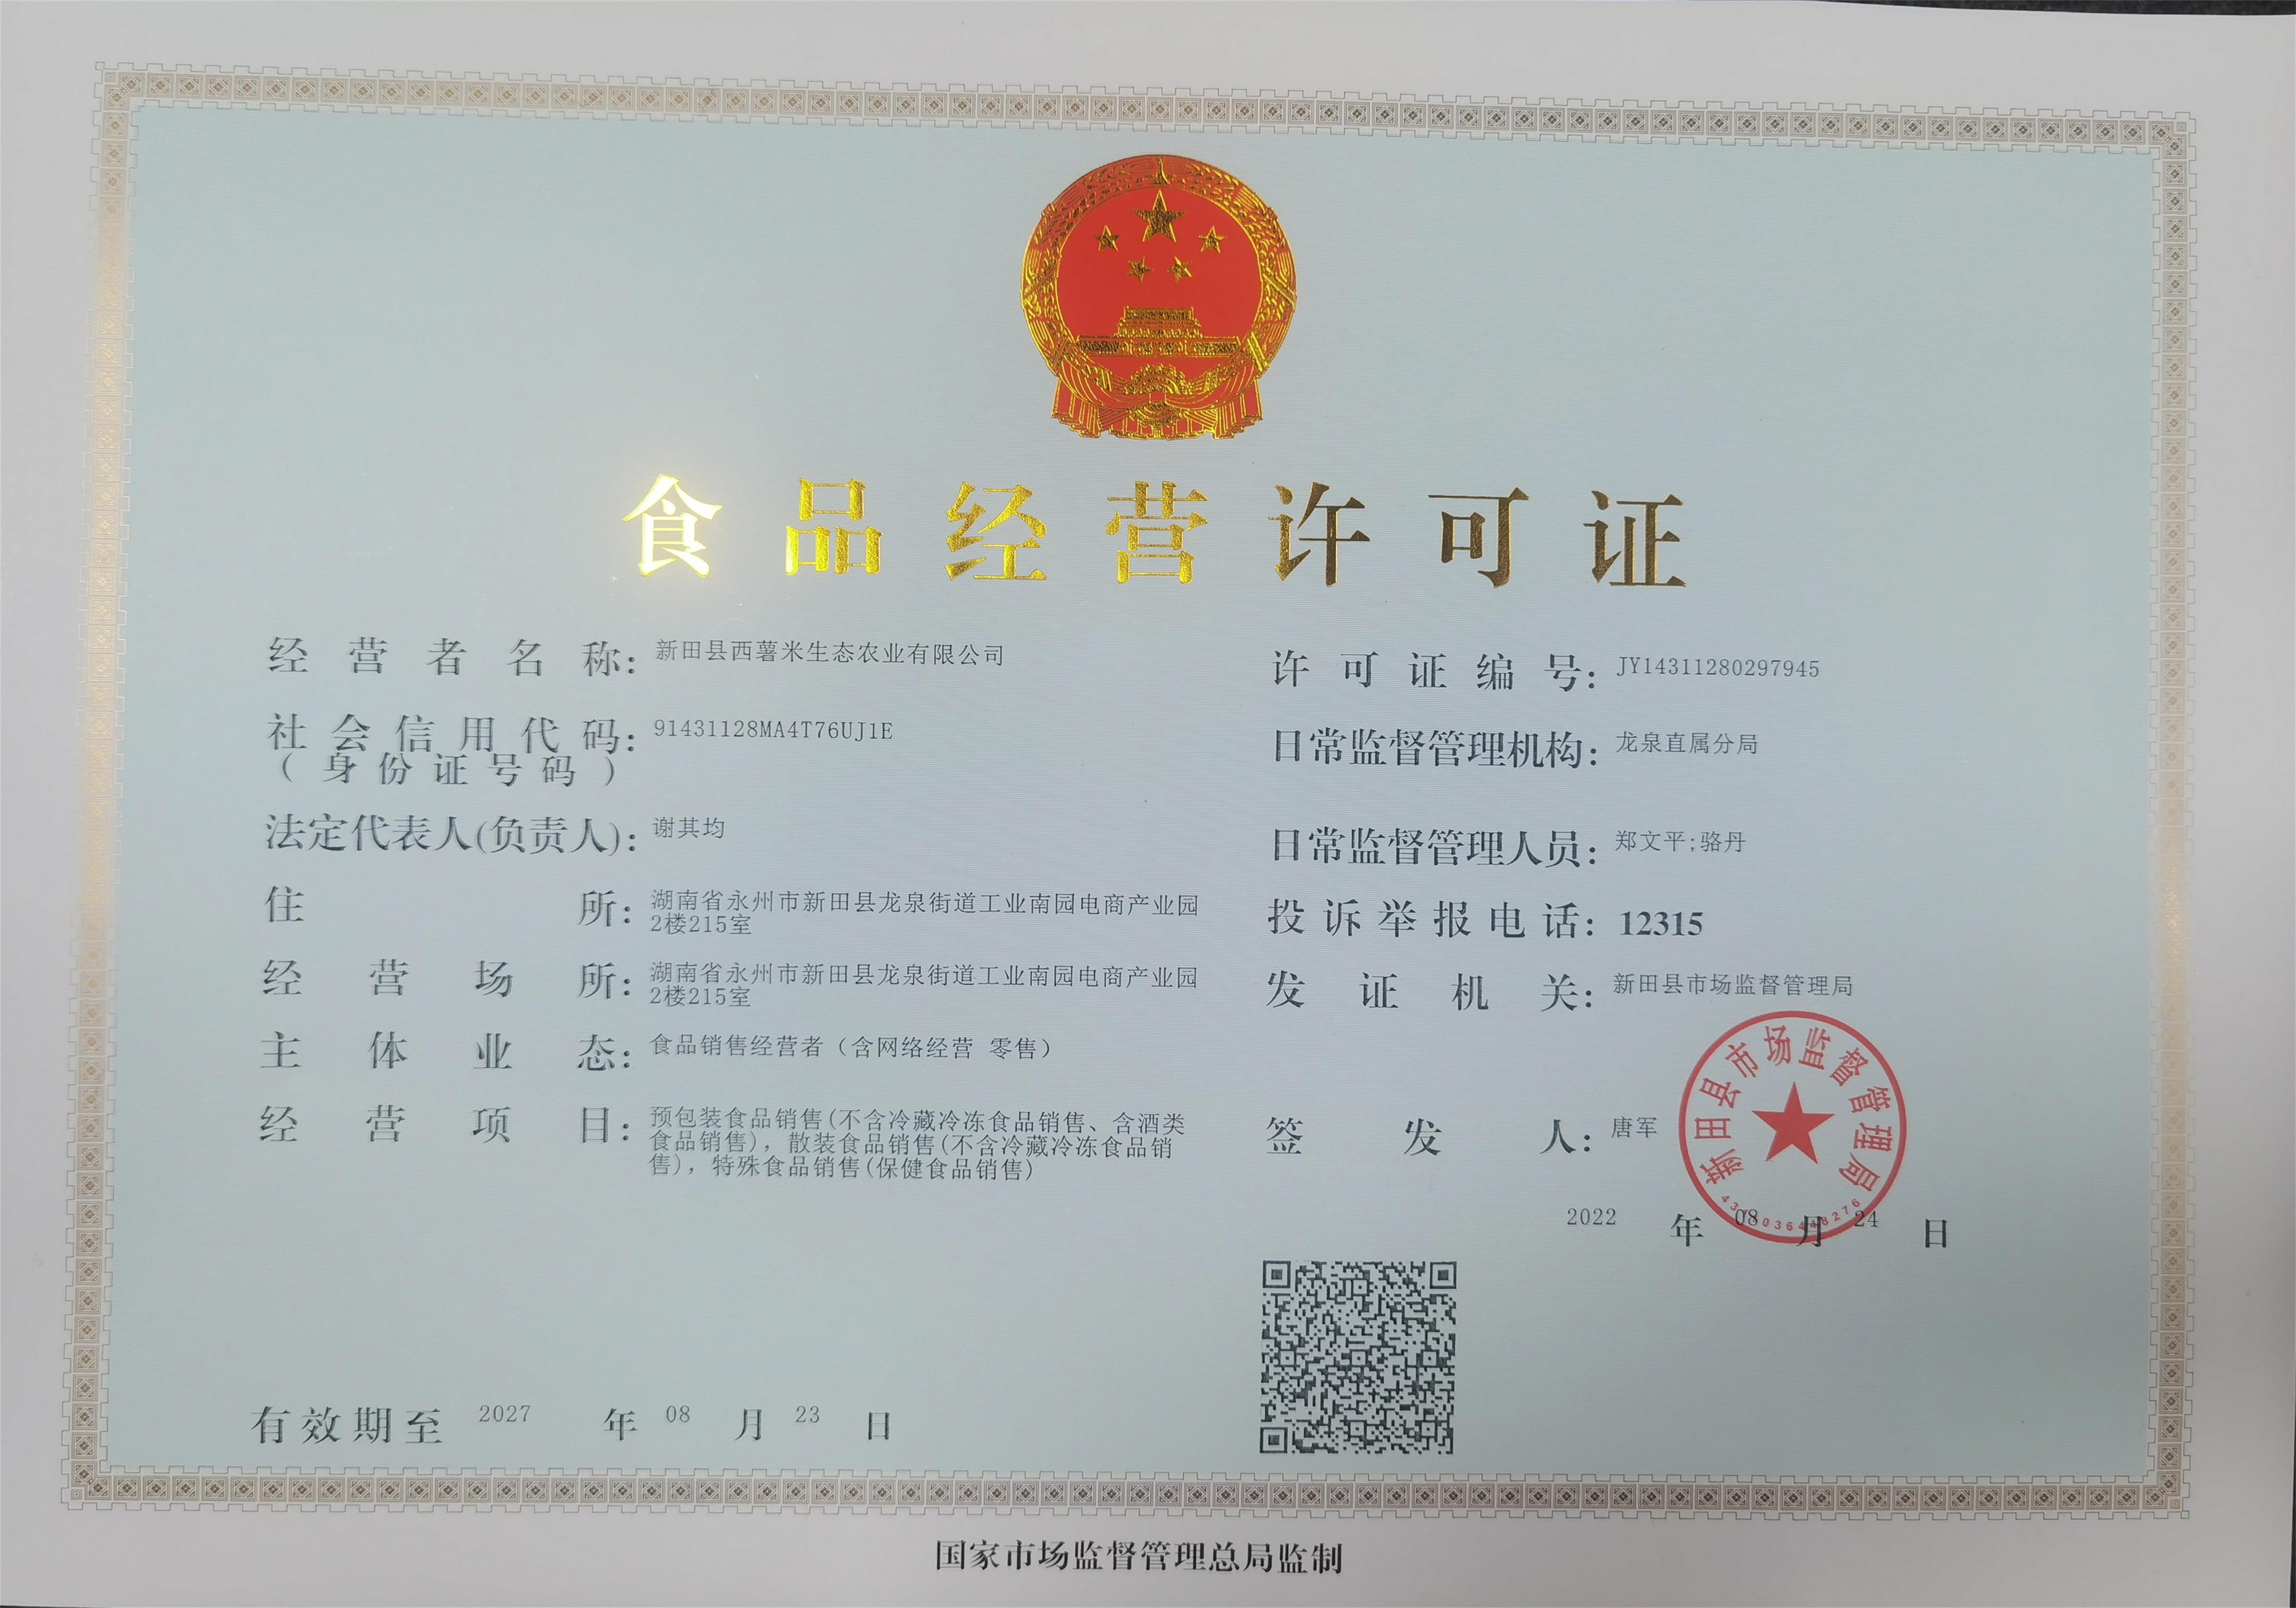 食品经营许可证
经营者名称：新田县西薯米生态农业有限公司
社会信用代码：91431128MA4T76UJ1E
（身份证号码）
法定代表人(负责人)：谢其均
住所：湖南省永州市新田县龙泉街道工业南园电商产业园
2楼215室
经营场所：湖南省永州市新田县龙泉街道工业南园电商产业园
2楼215室
主体业态：食品销售经营者（含网络经营 零售）
经营项目：预包装食品销售(不含冷藏冷冻食品销售、含酒类
食品销售)，散装食品销售(不含冷藏冷冻食品销
售)，特殊食品销售(保健食品销售)
许可证编号：JY14311280297945
日常监督管理机构：龙泉直属分局
日常监督管理人员：郑文平;骆丹
投诉举报电话：12315
发证机关：新田县市场监督管理局
签发人：唐军
新田县市场监督管理局
2022 年 08 月 24 日
有效期至 2027 年 08 月 23 日
国家市场监督管理总局监制